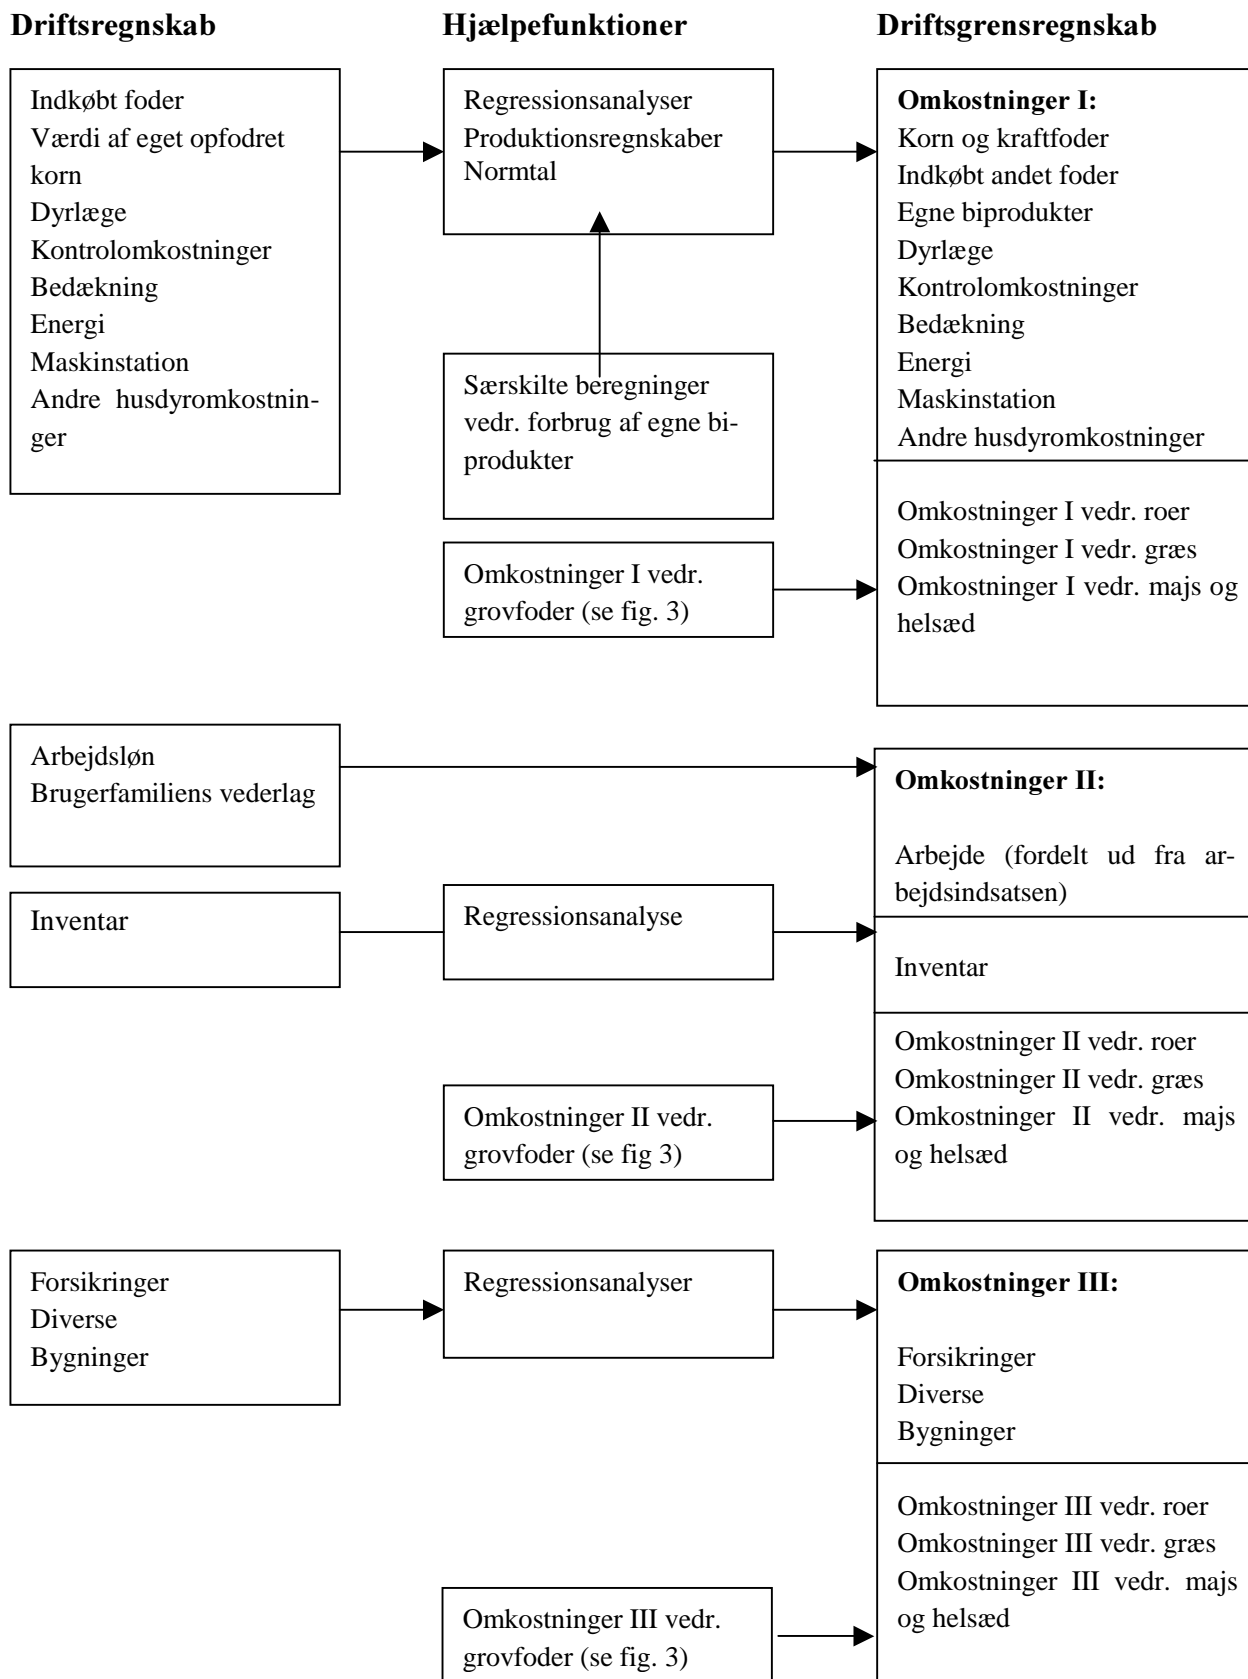 Driftsregnskab
Hjælpefunktioner
Driftsgrensregnskab
Indkøbt foder
Værdi af eget opfodret
korn
Dyrlæge
Kontrolomkostninger
Bedækning
Energi
Maskinstation
Andre husdyromkostnin-
ger
Regressionsanalyser
Produktionsregnskaber
Normtal
Særskilte beregninger
vedr. forbrug af egne bi-
produkter
Omkostninger I vedr.
grovfoder (se fig. 3)
Omkostninger I:
Korn og kraftfoder
Indkøbt andet foder
Egne biprodukter
Dyrlæge
Kontrolomkostninger
Bedækning
Energi
Maskinstation
Andre husdyromkostninger
Omkostninger I vedr. roer
Omkostninger I vedr. græs
Omkostninger I vedr. majs og
helsæd
Arbejdsløn
Brugerfamiliens vederlag
Omkostninger II:
Arbejde (fordelt ud fra ar-
bejdsindsatsen)
Inventar
Regressionsanalyse
Inventar
Omkostninger II vedr.
grovfoder (se fig 3)
Omkostninger II vedr. roer
Omkostninger II vedr. græs
Omkostninger II vedr. majs
og helsæd
Forsikringer
Diverse
Bygninger
Regressionsanalyser
Omkostninger III:
Forsikringer
Diverse
Bygninger
Omkostninger III vedr.
grovfoder (se fig. 3)
Omkostninger III vedr. roer
Omkostninger III vedr. græs
Omkostninger III vedr. majs
og helsæd